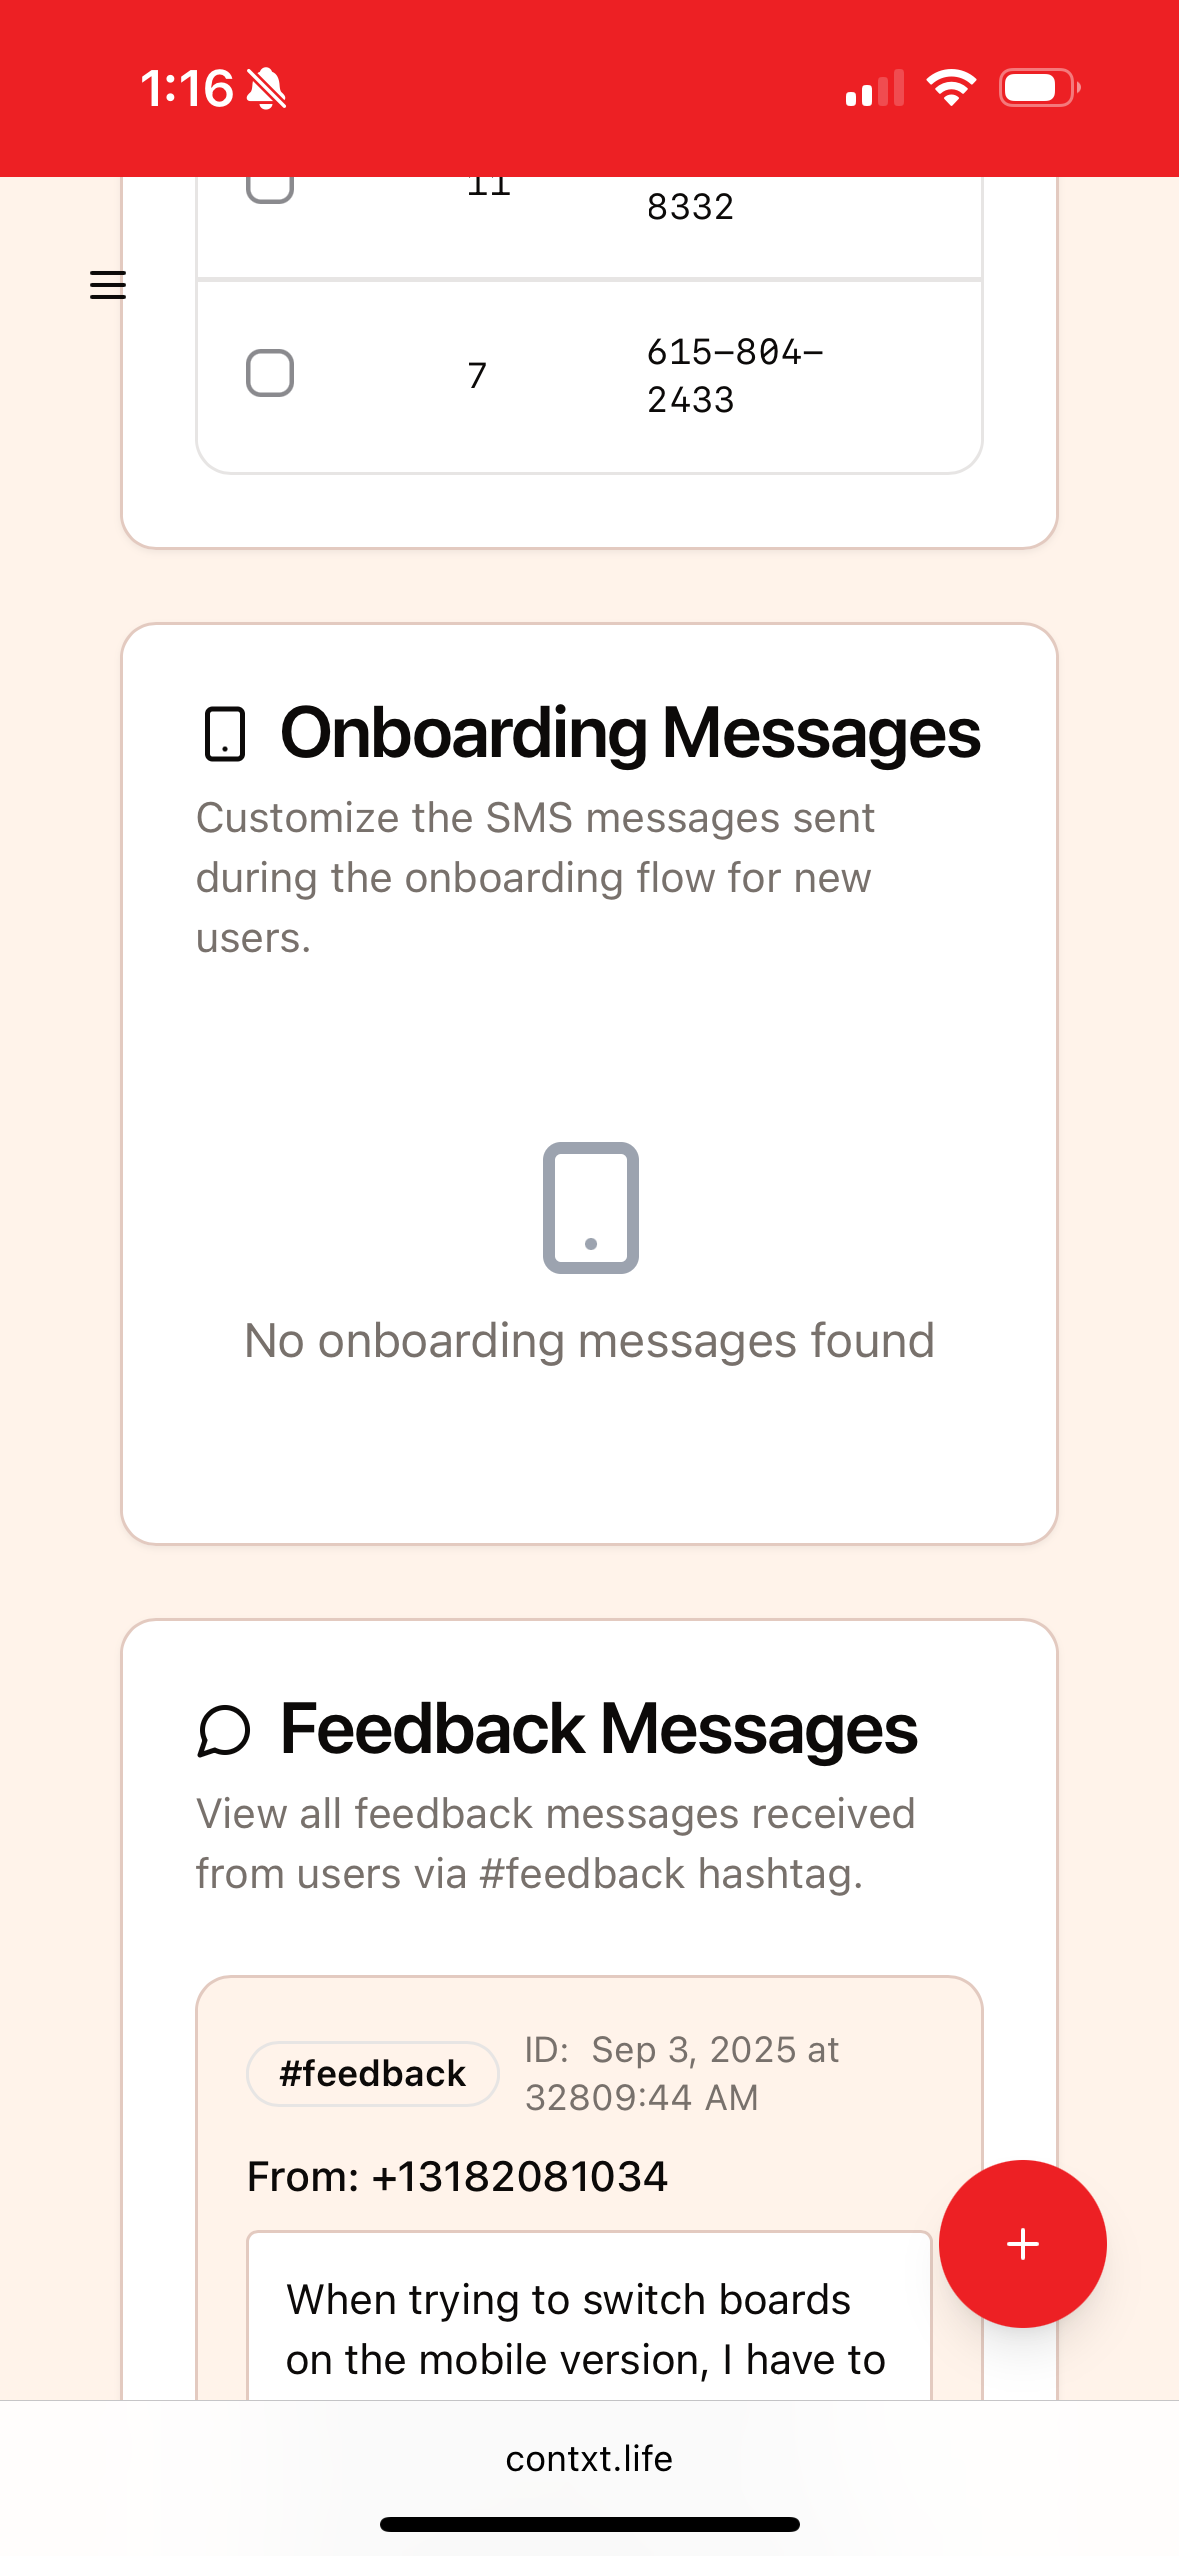 1:16
11
8332
7
615-804-
2433
Onboarding Messages
Customize the SMS messages sent
during the onboarding flow for new
users.
No onboarding messages found
Feedback Messages
View all feedback messages received
from users via #feedback hashtag.
#feedback
ID: Sep 3, 2025 at
32809:44 AM
From: +13182081034
When trying to switch boards
on the mobile version, I have to
contxt.life